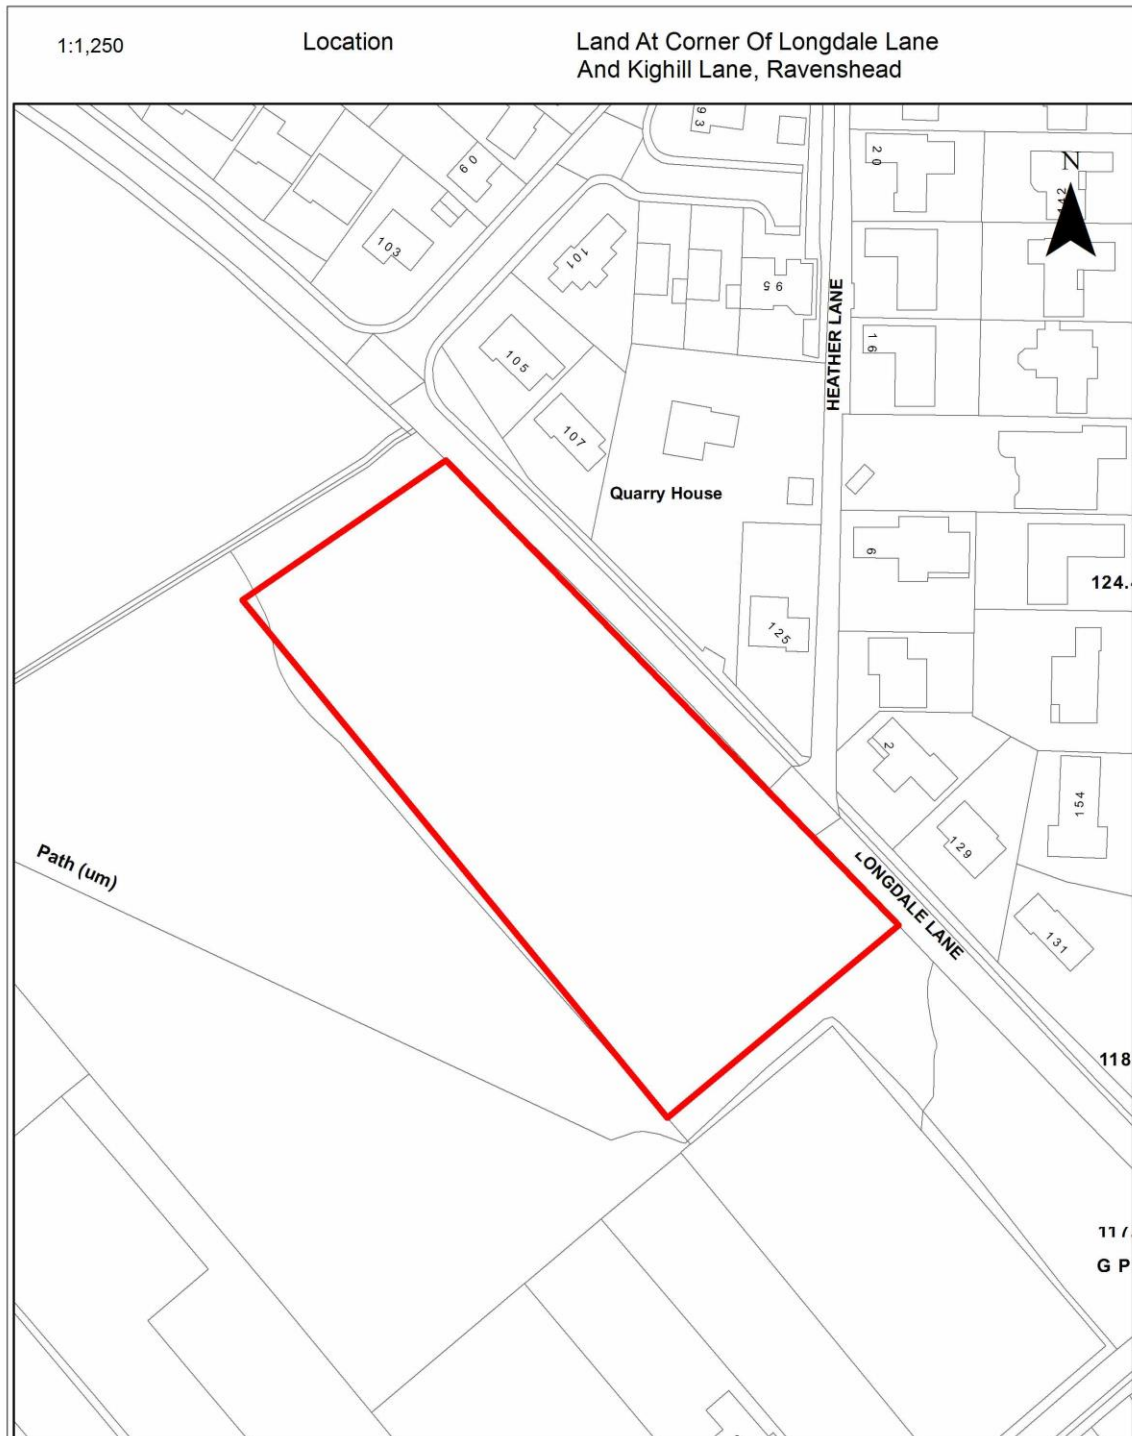 1:1,250
Location
Land At Corner Of Longdale Lane
And Kighill Lane, Ravenshead
93
20
N
142
60
103
101
95
HEATHER LANE
16
105
107
Quarry House
6
124.
125
2
154
129
Path (um)
LONGDALE LANE
131
118
117
G P